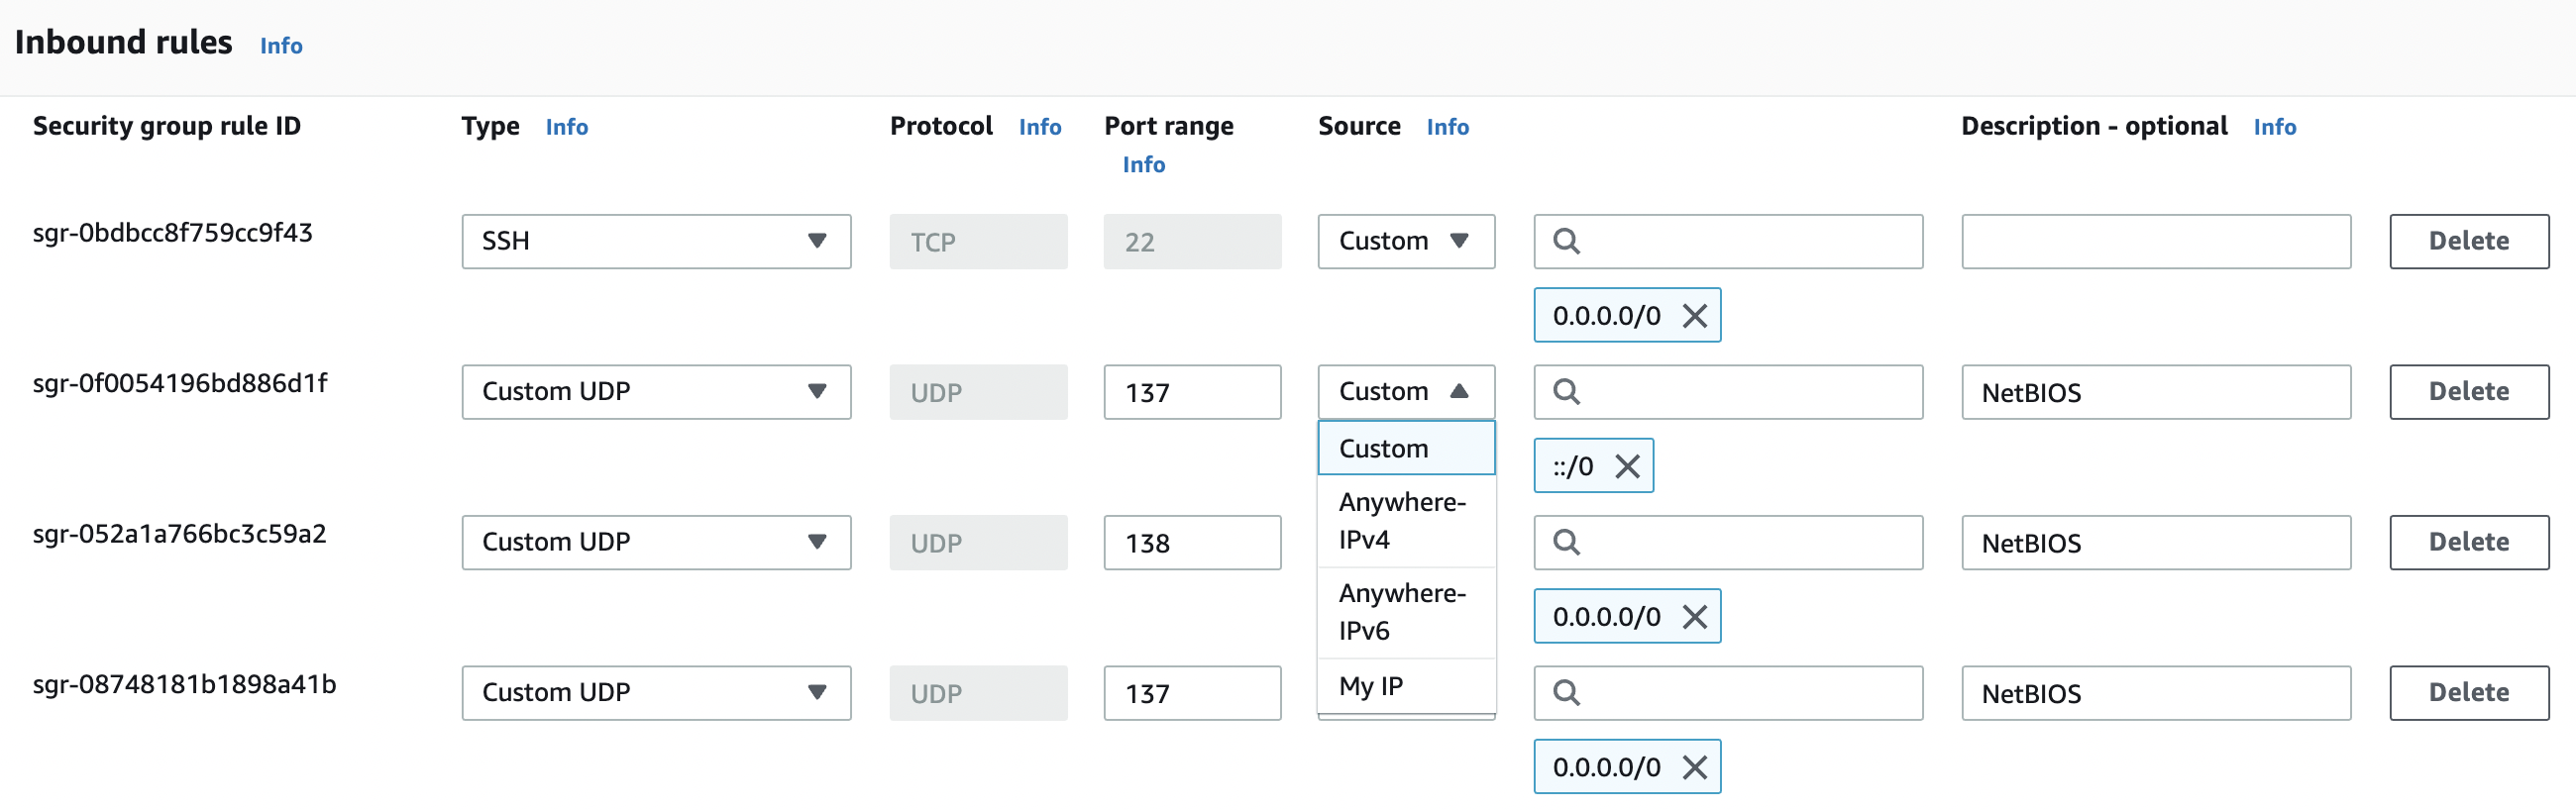 Inbound rules Info
Security group rule ID Type Info Protocol Info Port range Info Source Info Description - optional Info
sgr-0bdbcc8f759cc9f43 SSH TCP 22 Custom Delete
0.0.0.0/0
sgr-0f0054196bd886d1f Custom UDP UDP 137 Custom NetBIOS Delete
Custom
::/0
Anywhere-
IPv4
sgr-052a1a766bc3c59a2 Custom UDP UDP 138 NetBIOS Delete
Anywhere-
IPv6
0.0.0.0/0
My IP
sgr-08748181b1898a41b Custom UDP UDP 137 NetBIOS Delete
0.0.0.0/0